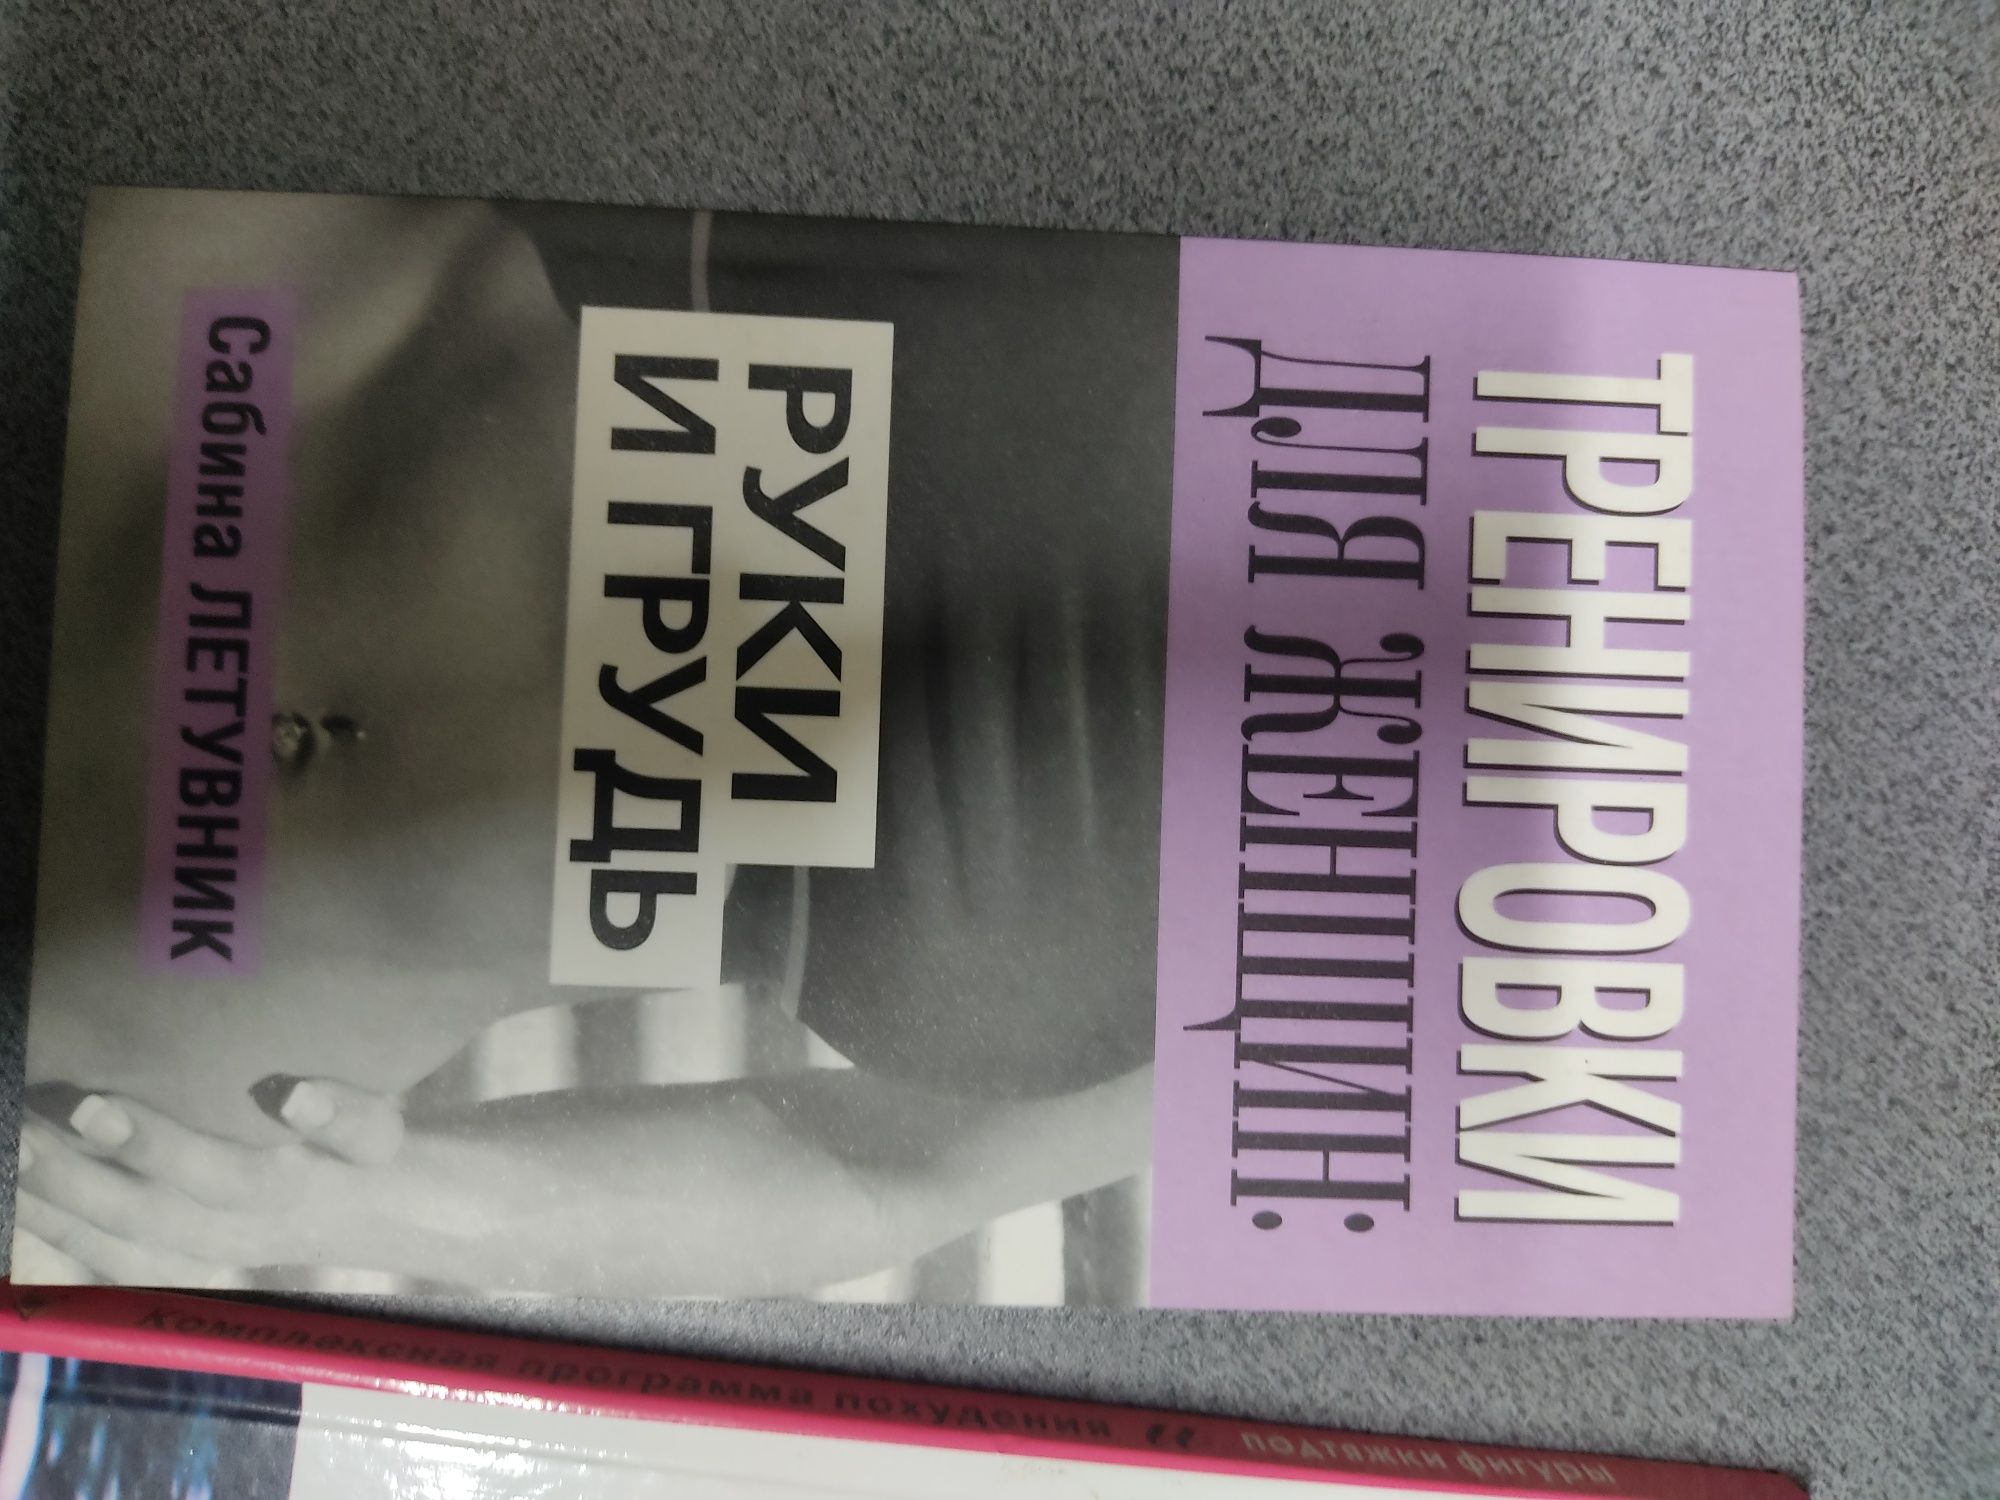 ТРЕНИРОВКИ
ДЛЯ ЖЕНЩИН:
РУКИ
И ГРУДЬ
Сабина ЛЕТУВНИК
Комплексная программа похудения и подтяжки фигуры